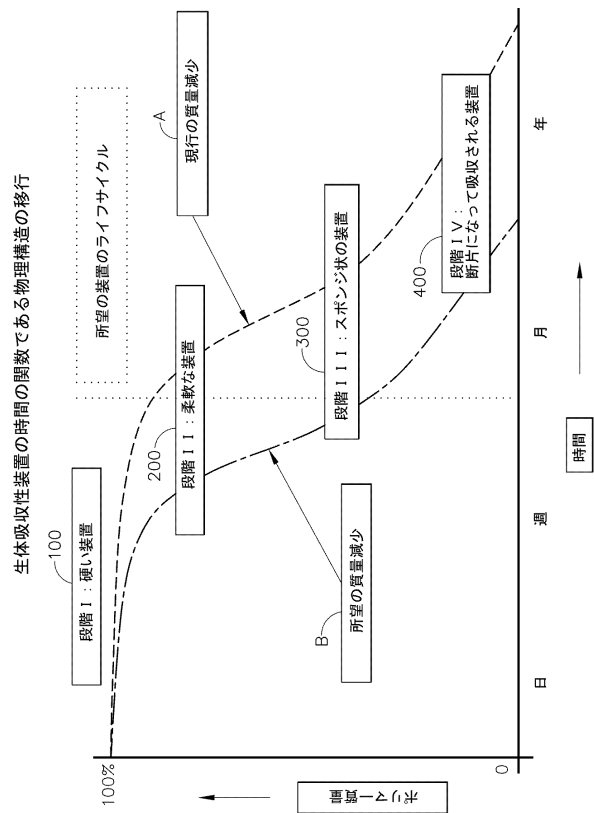 生体吸収性装置の時間の関数である物理構造の移行
100
段階Ⅰ:硬い装置
200
段階ⅠⅠ:柔軟な装置
所望の装置のライフサイクル
A
現行の質量減少
300
段階ⅠⅠⅠ:スポンジ状の装置
B
所望の質量減少
400
段階ⅠⅤ:
断片になって吸収される装置
100%
ポリマー質量
0
日
週
月
年
時間